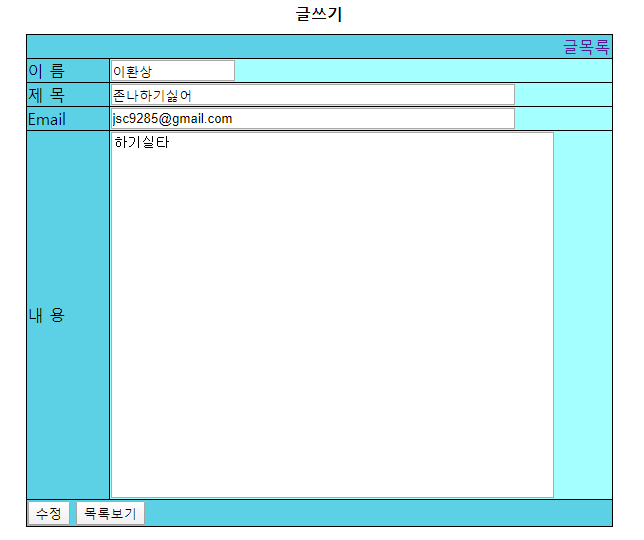 글쓰기
글목록
이 름 이환상
제 목 존나하기싫어
Email jsc9285@gmail.com
하기실타
내 용
수정 목록보기